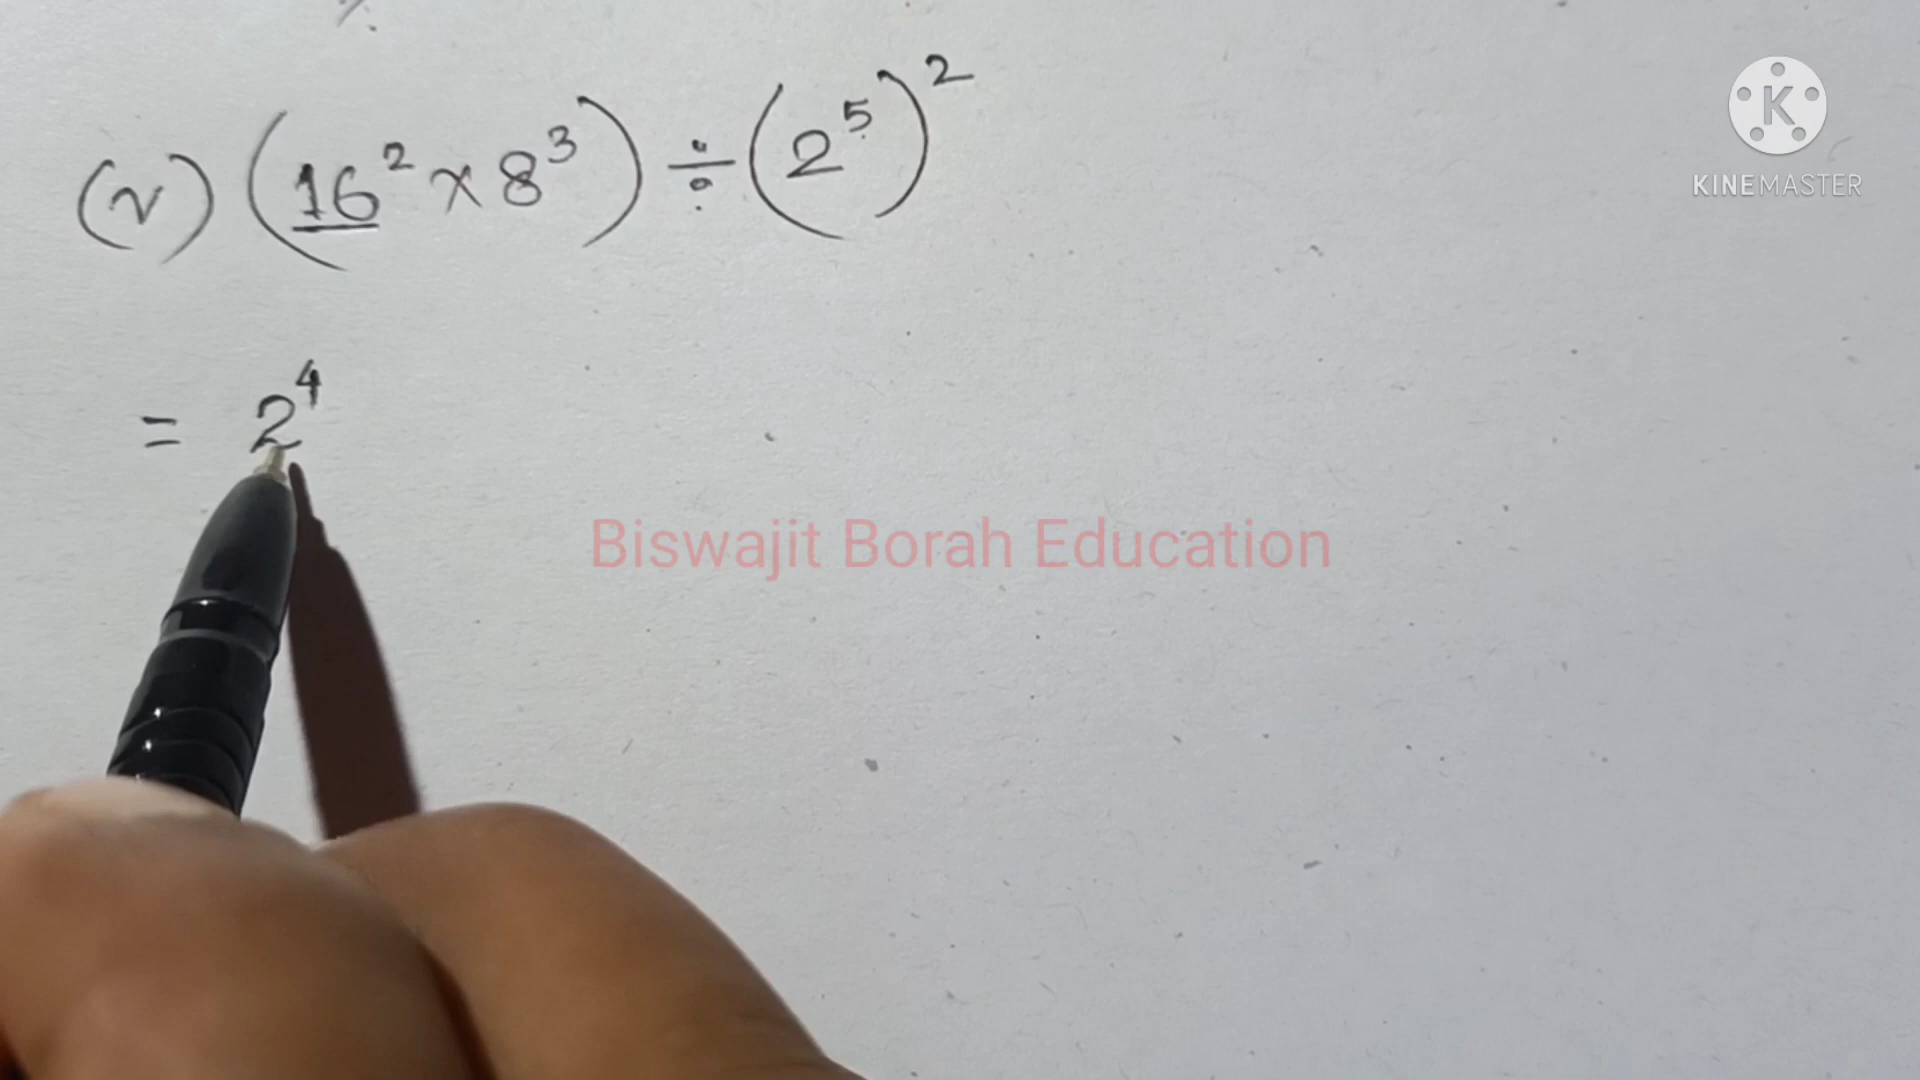 (v) (16² × 8³) ÷ (2⁵)²
= 2⁴
K
KINEMASTER
Biswajit Borah Education